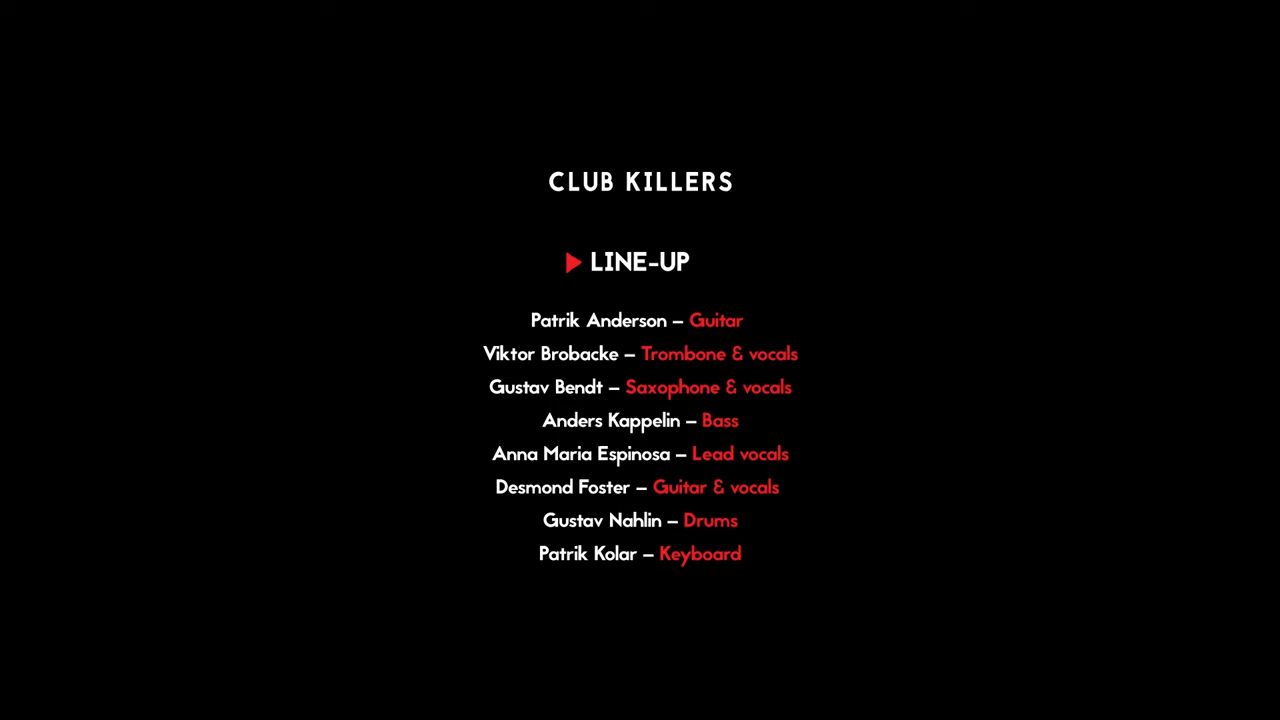 CLUB KILLERS
LINE-UP
Patrik Anderson – Guitar
Viktor Brobacke – Trombone & vocals
Gustav Bendt – Saxophone & vocals
Anders Kappelin – Bass
Anna Maria Espinosa – Lead vocals
Desmond Foster – Guitar & vocals
Gustav Nahlin – Drums
Patrik Kolar – Keyboard